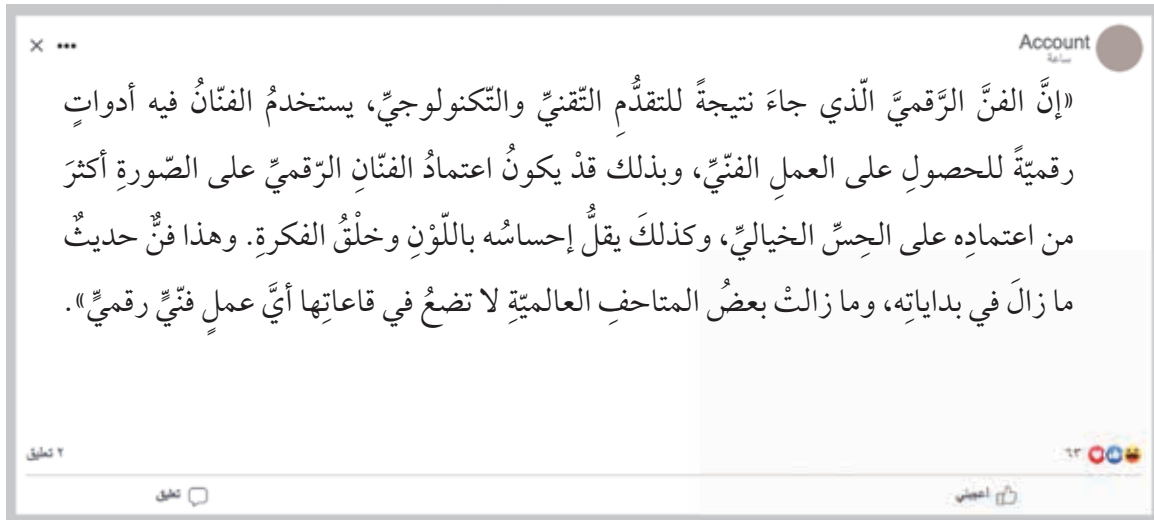 Account
ساعة
«إنَّ الفنَّ الرَّقميَّ الّذي جاءَ نتيجةً للتقدُّمِ التّقنيِّ والتّكنولوجيِّ، يستخدمُ الفنّانُ فيه أدواتٍ
رقميّةً للحصولِ على العملِ الفنّيِّ، وبذلك قدْ يكونُ اعتمادُ الفنّانِ الرّقميِّ على الصّورةِ أكثرَ
من اعتمادِه على الحِسِّ الخياليِّ، وكذلكَ يقلُّ إحساسُه باللّوْنِ وخلْقُ الفكرةِ. وهذا فنٌّ حديثٌ
ما زالَ في بداياتِه، وما زالتْ بعضُ المتاحفِ العالميّةِ لا تضعُ في قاعاتِها أيَّ عملٍ فنّيٍّ رقميٍّ».
٦٣
٢ تعليق
اعجبني
تعليق